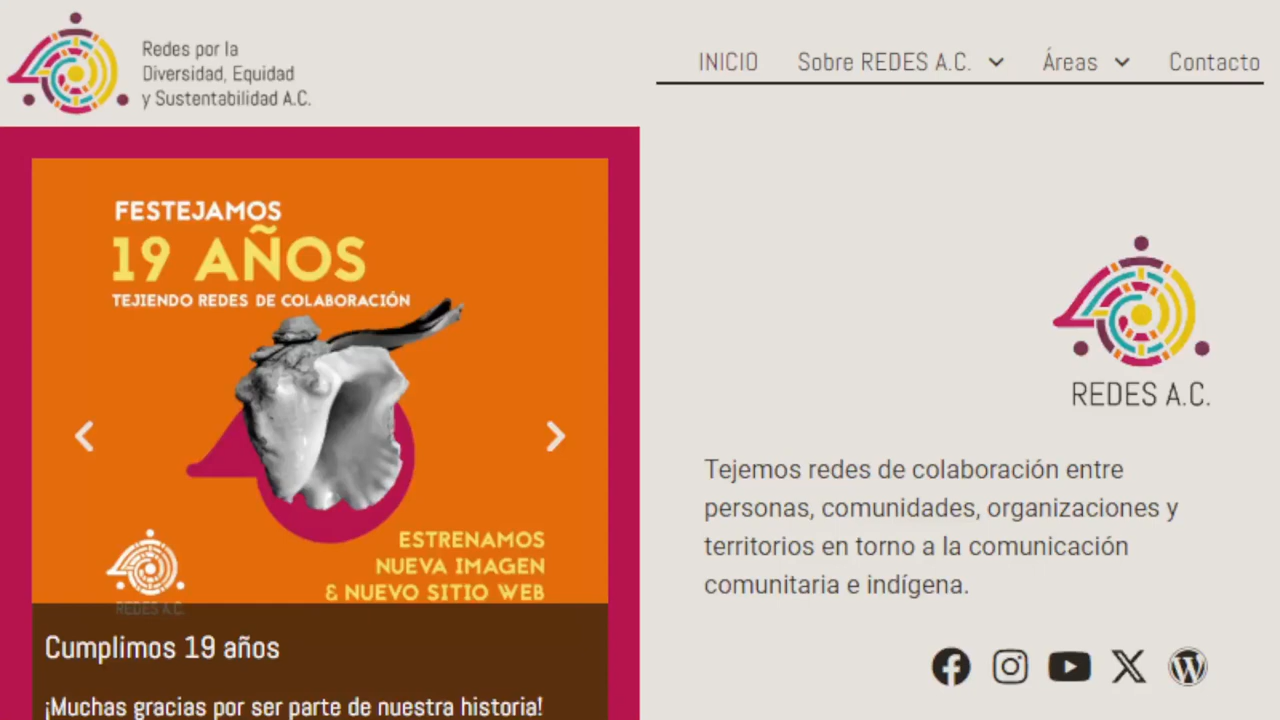 Redes por la
Diversidad, Equidad
y Sustentabilidad A.C.
INICIO
Sobre REDES A.C.
Áreas
Contacto
FESTEJAMOS
19 AÑOS
TEJIENDO REDES DE COLABORACIÓN
ESTRENAMOS
NUEVA IMAGEN
& NUEVO SITIO WEB
REDES A.C.
Cumplimos 19 años
¡Muchas gracias por ser parte de nuestra historia!
REDES A.C.
Tejemos redes de colaboración entre
personas, comunidades, organizaciones y
territorios en torno a la comunicación
comunitaria e indígena.